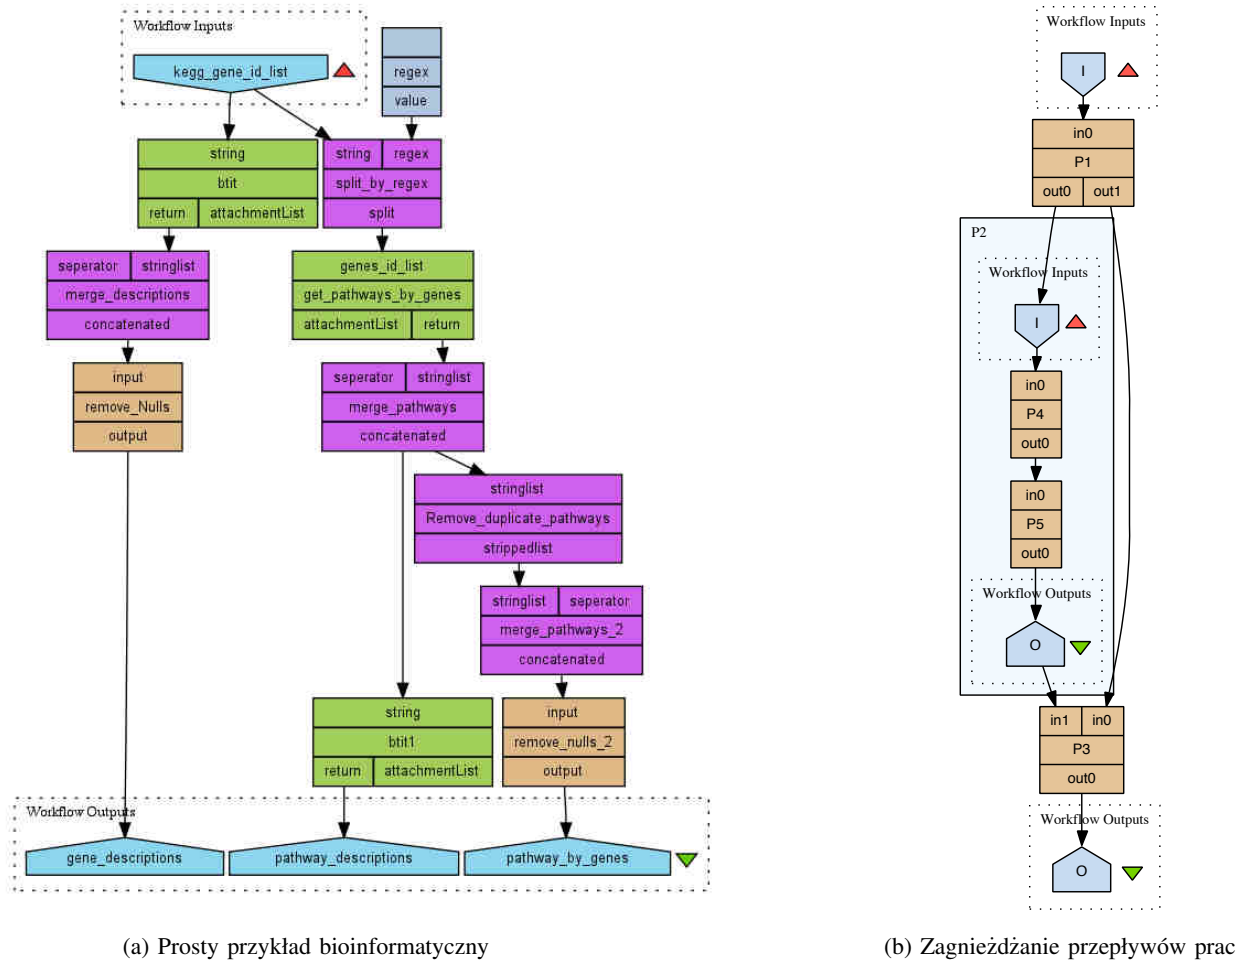 Workflow Inputs
kegg_gene_id_list
regex
value
string
btit
return attachmentList
string regex
split_by_regex
split
seperator stringlist
merge_descriptions
concatenated
genes_id_list
get_pathways_by_genes
attachmentList return
input
remove_Nulls
output
seperator stringlist
merge_pathways
concatenated
stringlist
Remove_duplicate_pathways
strippedlist
stringlist seperator
merge_pathways_2
concatenated
string
btit1
return attachmentList
input
remove_nulls_2
output
Workflow Outputs
gene_descriptions
pathway_descriptions
pathway_by_genes
(a) Prosty przykład bioinformatyczny
Workflow Inputs
I
in0
P1
out0 out1
P2
Workflow Inputs
I
in0
P4
out0
in0
P5
out0
Workflow Outputs
O
in1 in0
P3
out0
Workflow Outputs
O
(b) Zagnieżdżanie przepływów prac